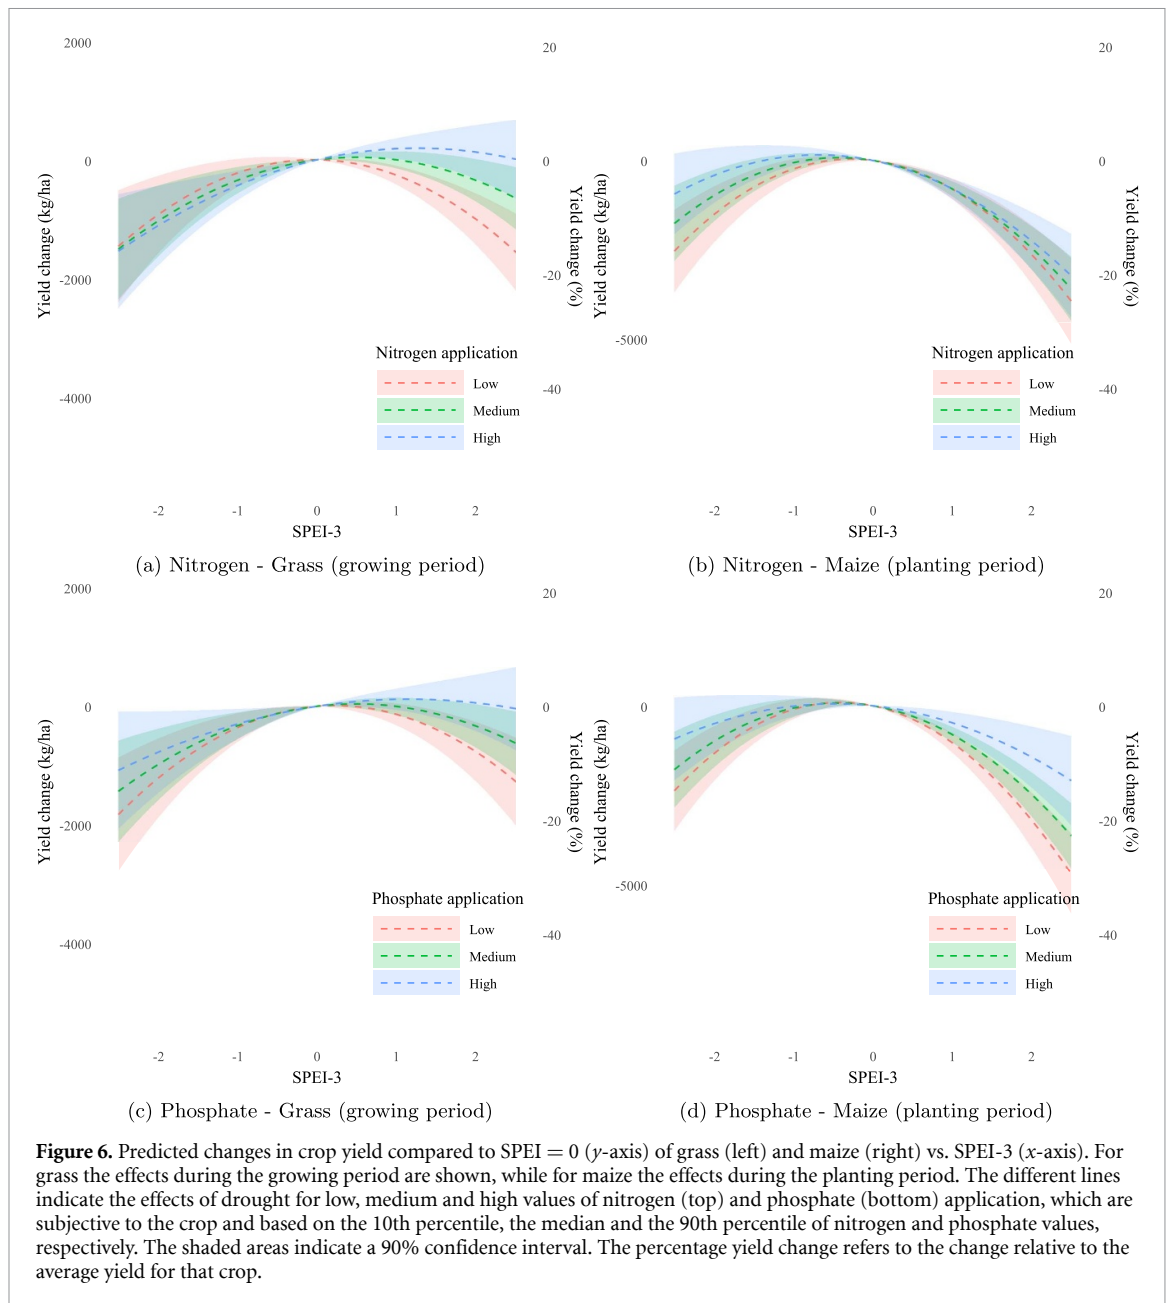 2000
0
-2000
-4000
Yield change (kg/ha)
20
0
-20
-40
Yield change (%)
Nitrogen application
Low
Medium
High
-2 -1 0 1 2
SPEI-3
(a) Nitrogen - Grass (growing period)
0
-5000
Yield change (kg/ha)
20
0
-20
-40
Yield change (%)
Nitrogen application
Low
Medium
High
-2 -1 0 1 2
SPEI-3
(b) Nitrogen - Maize (planting period)
2000
0
-2000
-4000
Yield change (kg/ha)
20
0
-20
-40
Yield change (%)
Phosphate application
Low
Medium
High
-2 -1 0 1 2
SPEI-3
(c) Phosphate - Grass (growing period)
0
-5000
Yield change (kg/ha)
20
0
-20
-40
Yield change (%)
Phosphate application
Low
Medium
High
-2 -1 0 1 2
SPEI-3
(d) Phosphate - Maize (planting period)
Figure 6. Predicted changes in crop yield compared to SPEI = 0 (y-axis) of grass (left) and maize (right) vs. SPEI-3 (x-axis). For
grass the effects during the growing period are shown, while for maize the effects during the planting period. The different lines
indicate the effects of drought for low, medium and high values of nitrogen (top) and phosphate (bottom) application, which are
subjective to the crop and based on the 10th percentile, the median and the 90th percentile of nitrogen and phosphate values,
respectively. The shaded areas indicate a 90% confidence interval. The percentage yield change refers to the change relative to the
average yield for that crop.